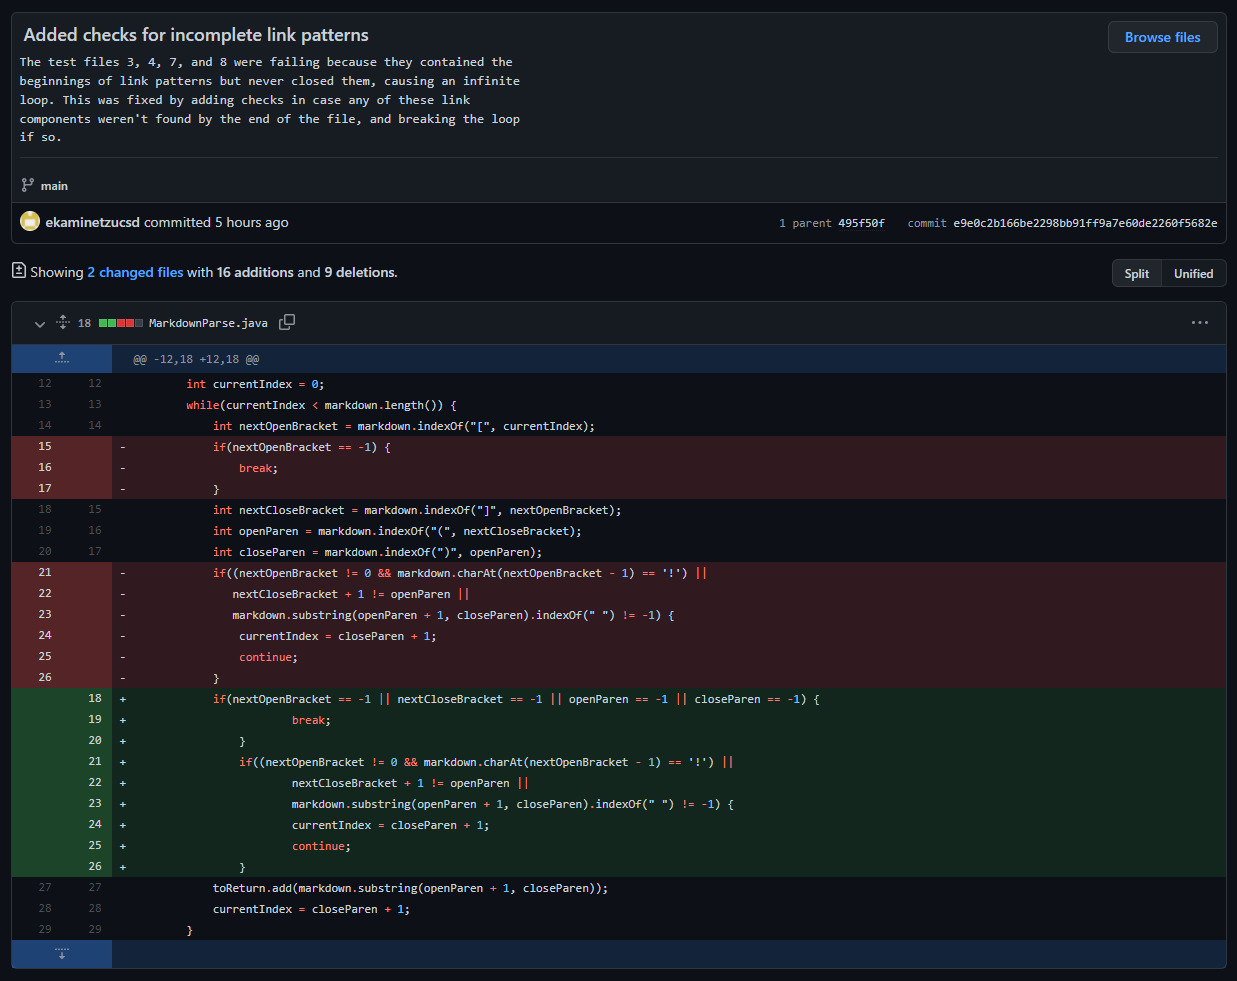 Added checks for incomplete link patterns
Browse files
The test files 3, 4, 7, and 8 were failing because they contained the
beginnings of link patterns but never closed them, causing an infinite
loop. This was fixed by adding checks in case any of these link
components weren't found by the end of the file, and breaking the loop
if so.
main
ekaminetzucsd committed 5 hours ago
1 parent 495f50f commit e9e0c2b166be2298bb91ff9a7e60de2260f5682e
Showing 2 changed files with 16 additions and 9 deletions.
Split Unified
18 MarkdownParse.java
@@ -12,18 +12,18 @@
12 12 int currentIndex = 0;
13 13 while(currentIndex < markdown.length()) {
14 14 int nextOpenBracket = markdown.indexOf("[", currentIndex);
15 - if(nextOpenBracket == -1) {
16 - break;
17 - }
18 15 int nextCloseBracket = markdown.indexOf("]", nextOpenBracket);
19 16 int openParen = markdown.indexOf("(", nextCloseBracket);
20 17 int closeParen = markdown.indexOf(")", openParen);
21 - if((nextOpenBracket != 0 && markdown.charAt(nextOpenBracket - 1) == '!') ||
22 - nextCloseBracket + 1 != openParen ||
23 - markdown.substring(openParen + 1, closeParen).indexOf(" ") != -1) {
24 - currentIndex = closeParen + 1;
25 - continue;
26 - }
18 + if(nextOpenBracket == -1 || nextCloseBracket == -1 || openParen == -1 || closeParen == -1) {
19 + break;
20 + }
21 + if((nextOpenBracket != 0 && markdown.charAt(nextOpenBracket - 1) == '!') ||
22 + nextCloseBracket + 1 != openParen ||
23 + markdown.substring(openParen + 1, closeParen).indexOf(" ") != -1) {
24 + currentIndex = closeParen + 1;
25 + continue;
26 + }
27 27 toReturn.add(markdown.substring(openParen + 1, closeParen));
28 28 currentIndex = closeParen + 1;
29 29 }